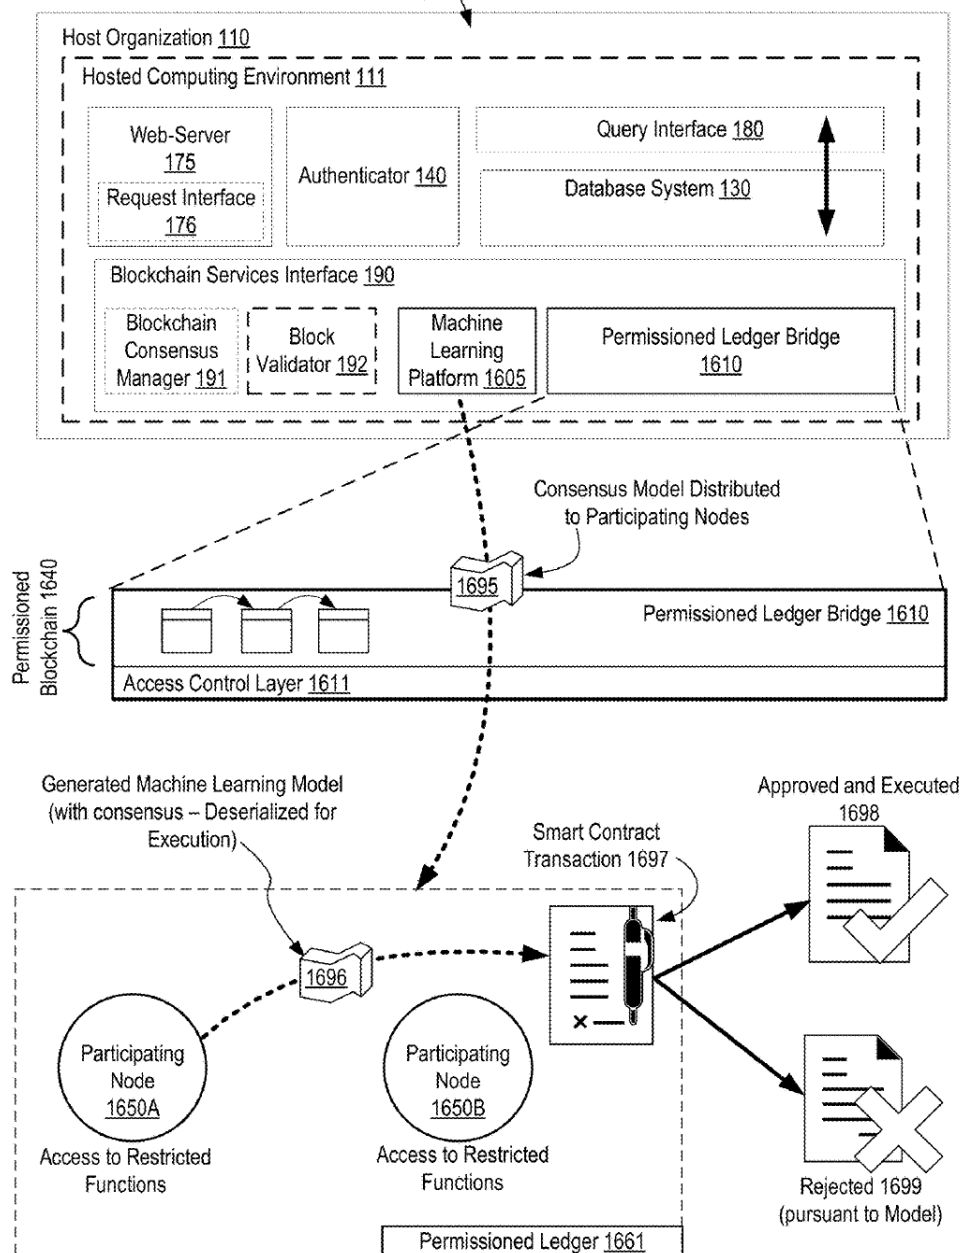 Host Organization 110
Hosted Computing Environment 111
Web-Server
175
Request Interface
176
Authenticator 140
Query Interface 180
Database System 130
Blockchain Services Interface 190
Blockchain
Consensus
Manager 191
Block
Validator 192
Machine
Learning
Platform 1605
Permissioned Ledger Bridge
1610
Consensus Model Distributed
to Participating Nodes
1695
Permissioned
Blockchain 1640
Permissioned Ledger Bridge 1610
Access Control Layer 1611
Generated Machine Learning Model
(with consensus – Deserialized for
Execution)
Smart Contract
Transaction 1697
Approved and Executed
1698
1696
Participating
Node
1650A
Access to Restricted
Functions
Participating
Node
1650B
Access to Restricted
Functions
Rejected 1699
(pursuant to Model)
Permissioned Ledger 1661